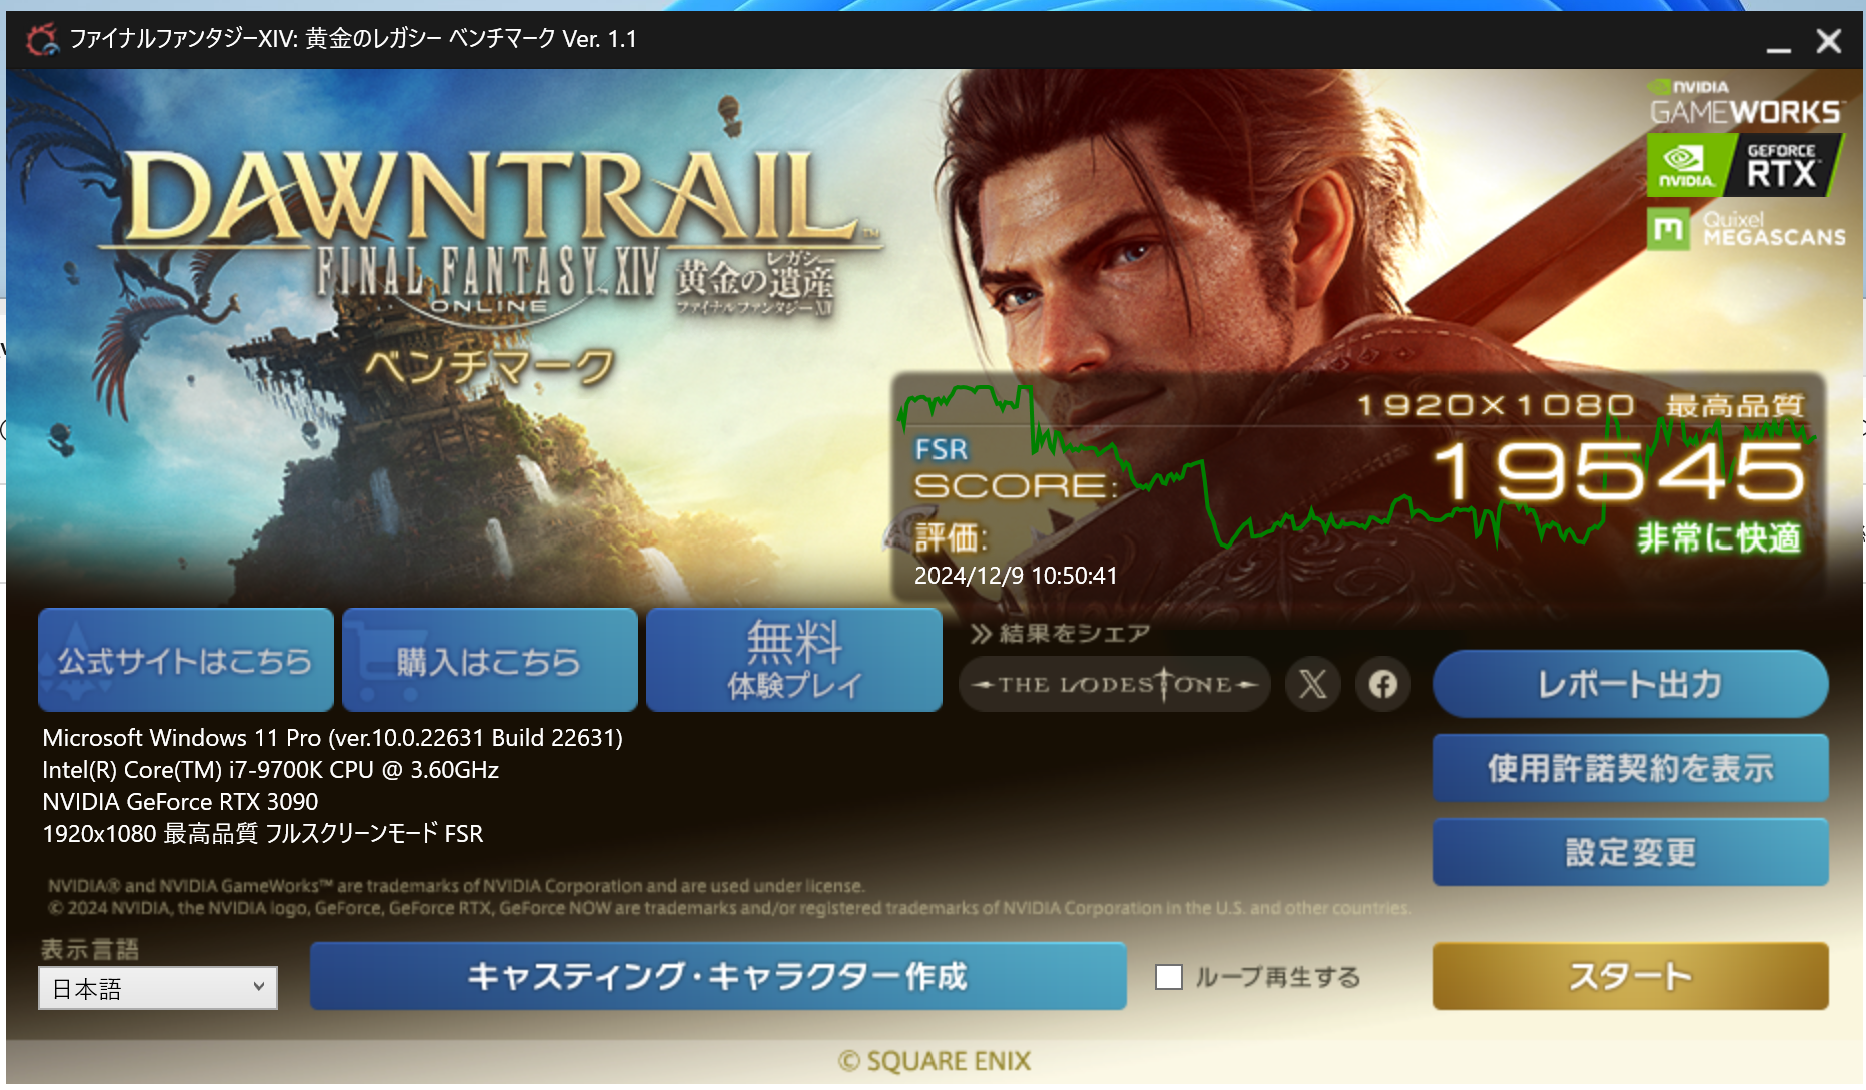 ファイナルファンタジーXIV: 黄金のレガシー ベンチマーク Ver. 1.1
NVIDIA
GAMEWORKS
DAWNTRAIL™
NVIDIA.
GEFORCE
RTX
FINAL FANTASY XIV
ONLINE
黄金の遺産
レガシー
ファイナルファンタジーXIV
m Quixel
MEGASCANS
ベンチマーク
1920×1080 最高品質
FSR
SCORE: 19545
評価: 非常に快適
2024/12/9 10:50:41
公式サイトはこちら
購入はこちら
無料
体験プレイ
結果をシェア
THE LODESTONE
レポート出力
使用許諾契約を表示
設定変更
Microsoft Windows 11 Pro (ver.10.0.22631 Build 22631)
Intel(R) Core(TM) i7-9700K CPU @ 3.60GHz
NVIDIA GeForce RTX 3090
1920x1080 最高品質 フルスクリーンモード FSR
NVIDIA® and NVIDIA GameWorks™ are trademarks of NVIDIA Corporation and are used under license.
© 2024 NVIDIA, the NVIDIA logo, GeForce, GeForce RTX, GeForce NOW are trademarks and/or registered trademarks of NVIDIA Corporation in the U.S. and other countries.
表示言語
日本語
キャスティング・キャラクター作成
ループ再生する
スタート
© SQUARE ENIX